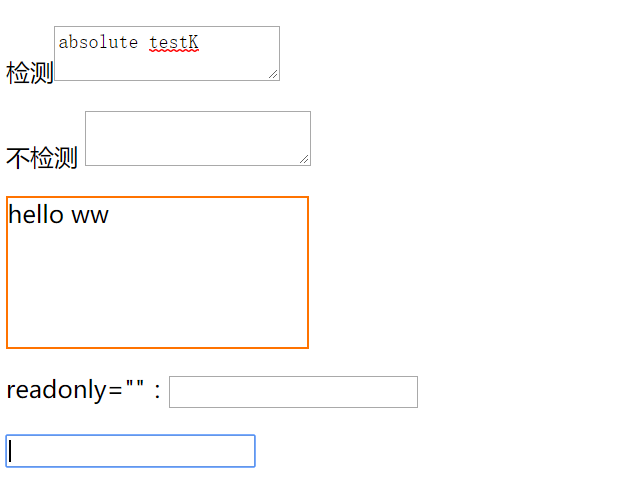 absolute testK
检测
不检测
hello ww
readonly="" :